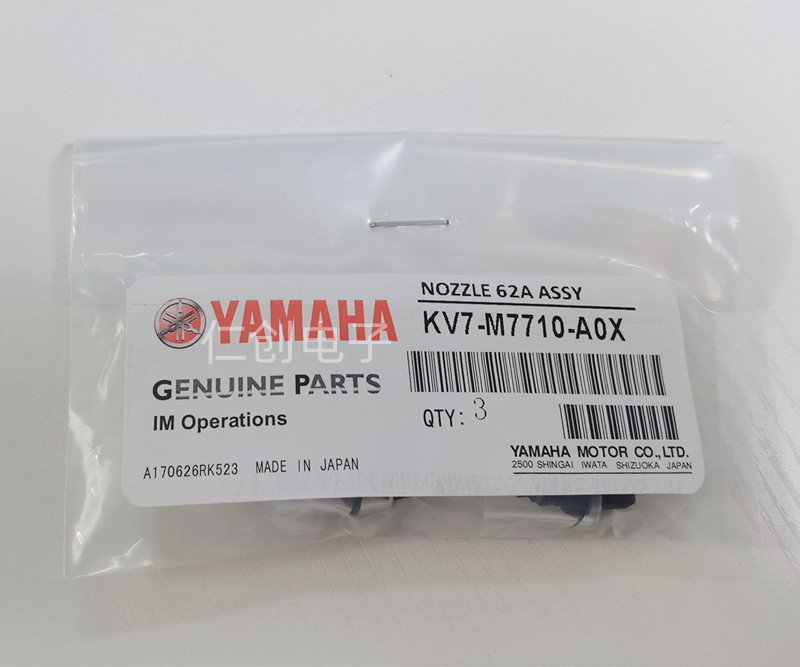 YAMAHA
仁创电子
GENUINE PARTS
IM Operations
A170626RK523 MADE IN JAPAN
NOZZLE 62A ASSY
KV7-M7710-A0X
QTY: 3
YAMAHA MOTOR CO., LTD.
2500 SHINGAI IWATA SHIZUOKA JAPAN